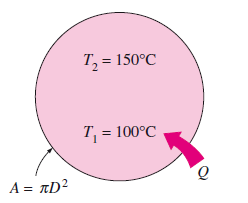 T₂ = 150°C
T₁ = 100°C
Q
A = πD²